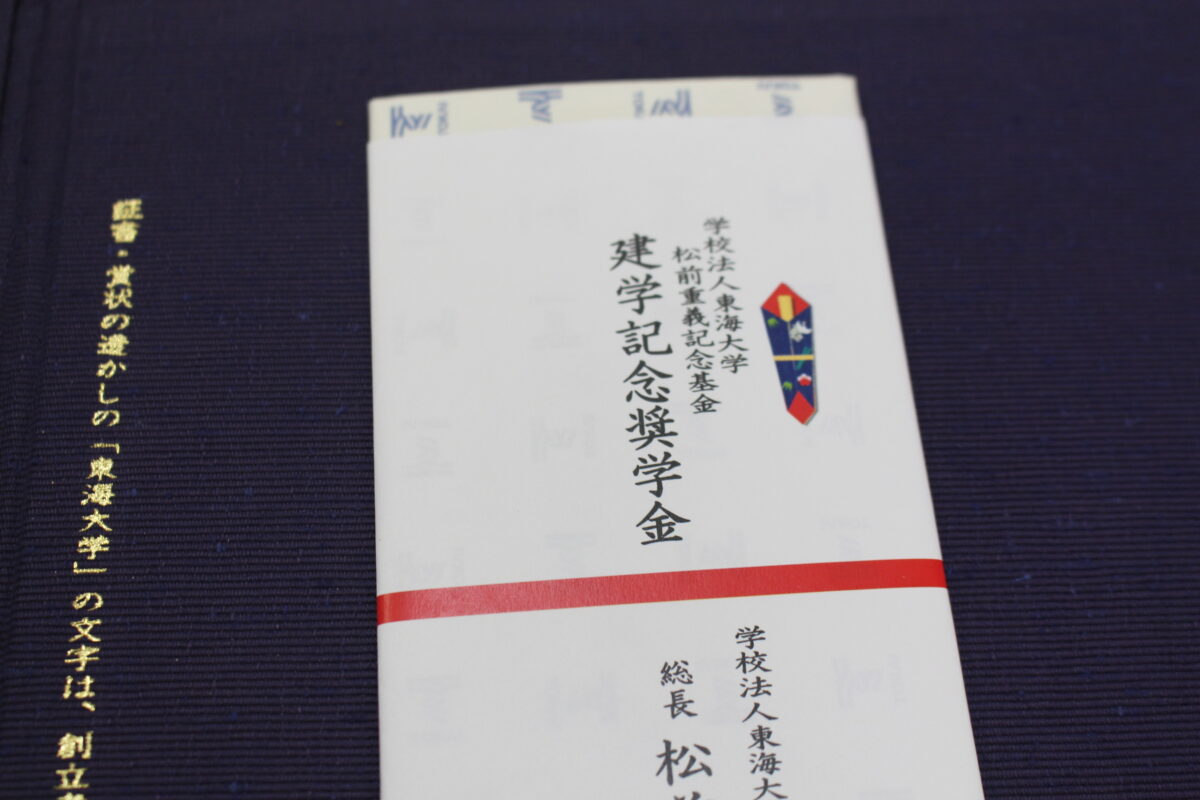 学校法人東海大学
松前重義記念基金
建学記念奨学金
学校法人東海大
総長 松
証書・賞状の透かしの「東海大学」の文字は、創立